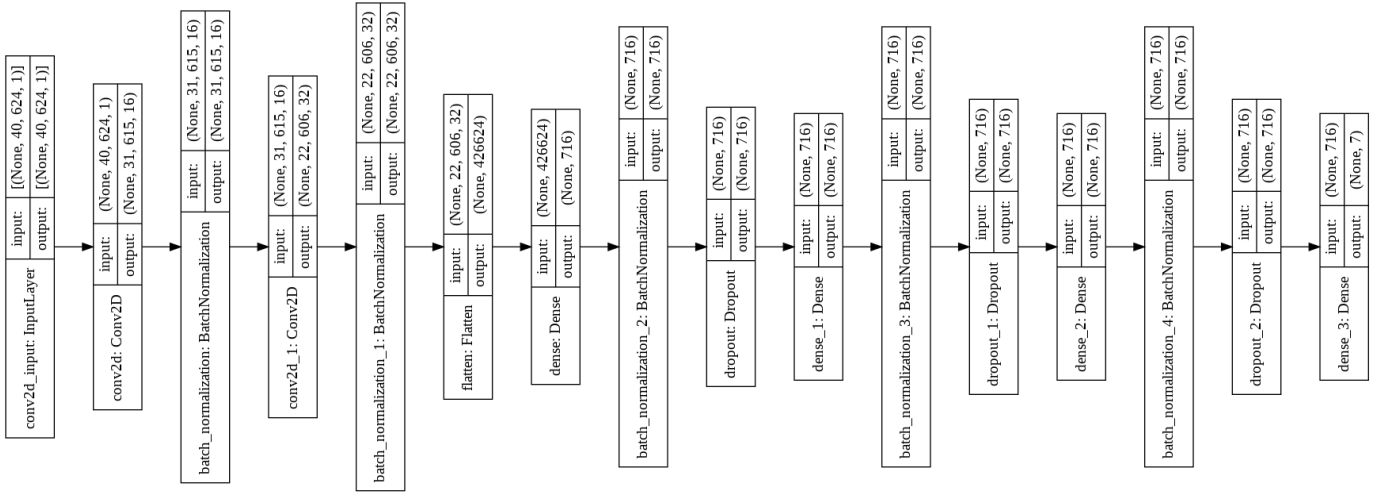 conv2d_input: InputLayer
input:
output:
[(None, 40, 624, 1)]
[(None, 40, 624, 1)]
conv2d: Conv2D
input:
output:
(None, 40, 624, 1)
(None, 31, 615, 16)
batch_normalization: BatchNormalization
input:
output:
(None, 31, 615, 16)
(None, 31, 615, 16)
conv2d_1: Conv2D
input:
output:
(None, 31, 615, 16)
(None, 22, 606, 32)
batch_normalization_1: BatchNormalization
input:
output:
(None, 22, 606, 32)
(None, 22, 606, 32)
flatten: Flatten
input:
output:
(None, 22, 606, 32)
(None, 426624)
dense: Dense
input:
output:
(None, 426624)
(None, 716)
batch_normalization_2: BatchNormalization
input:
output:
(None, 716)
(None, 716)
dropout: Dropout
input:
output:
(None, 716)
(None, 716)
dense_1: Dense
input:
output:
(None, 716)
(None, 716)
batch_normalization_3: BatchNormalization
input:
output:
(None, 716)
(None, 716)
dropout_1: Dropout
input:
output:
(None, 716)
(None, 716)
dense_2: Dense
input:
output:
(None, 716)
(None, 716)
batch_normalization_4: BatchNormalization
input:
output:
(None, 716)
(None, 716)
dropout_2: Dropout
input:
output:
(None, 716)
(None, 716)
dense_3: Dense
input:
output:
(None, 716)
(None, 7)